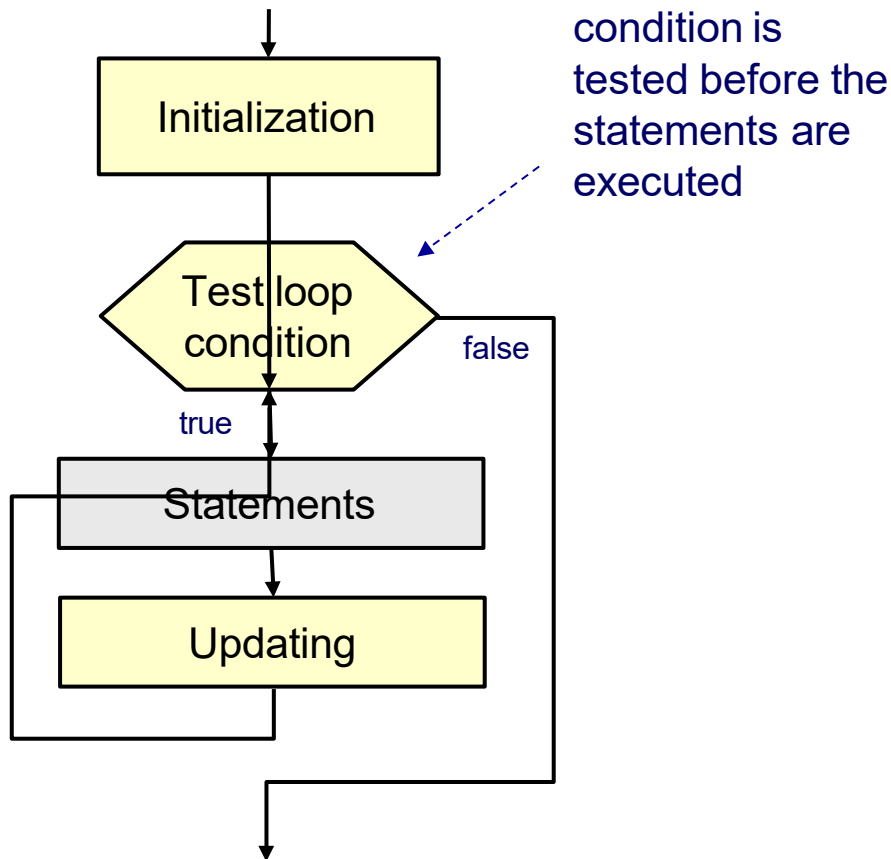 condition is
tested before the
statements are
executed
Initialization
Test loop
condition
false
true
Statements
Updating